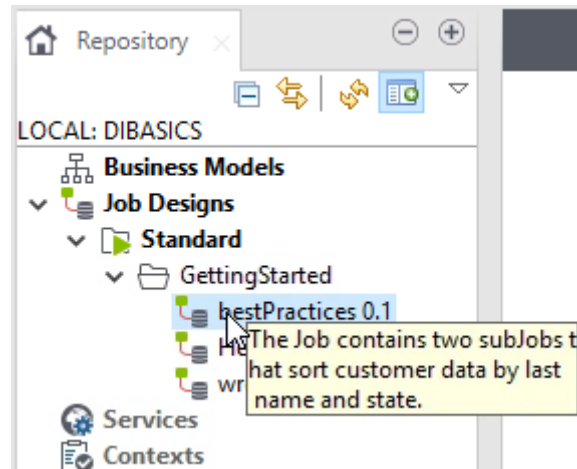 Repository
LOCAL: DIBASICS
Business Models
Job Designs
Standard
GettingStarted
bestPractices 0.1
The Job contains two subJobs t
hat sort customer data by last
name and state.
Services
Contexts